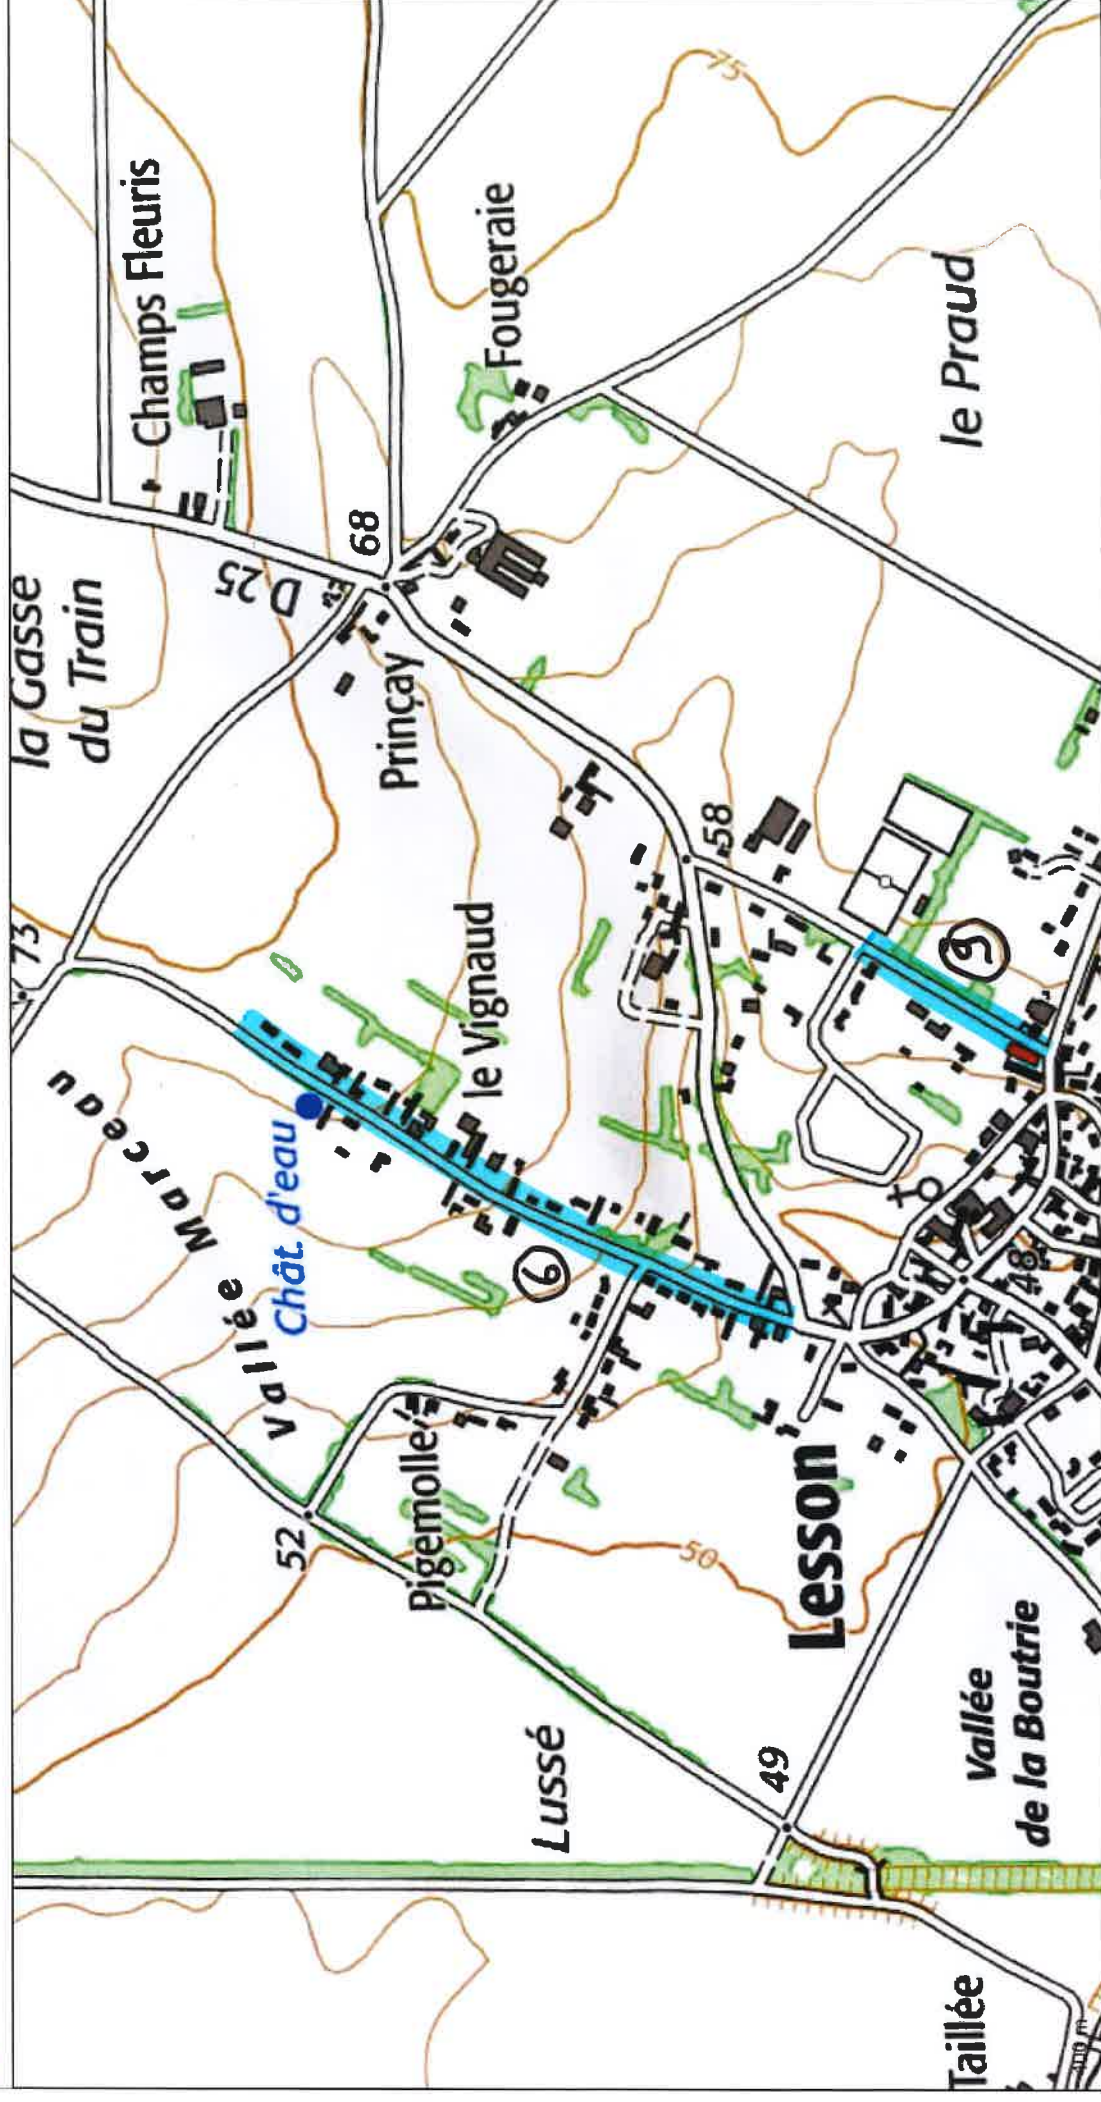 73
la Gasse
du Train
Vallée Marceau
Champs Fleuris
D 25
Chât. d'eau
52
68
Prinçay
Pigemolle
le Vignaud
Fougeraie
6
Lussé
50
75
58
49
Lesson
le Praud
9
Taillée
Vallée
de la Boutrie
48